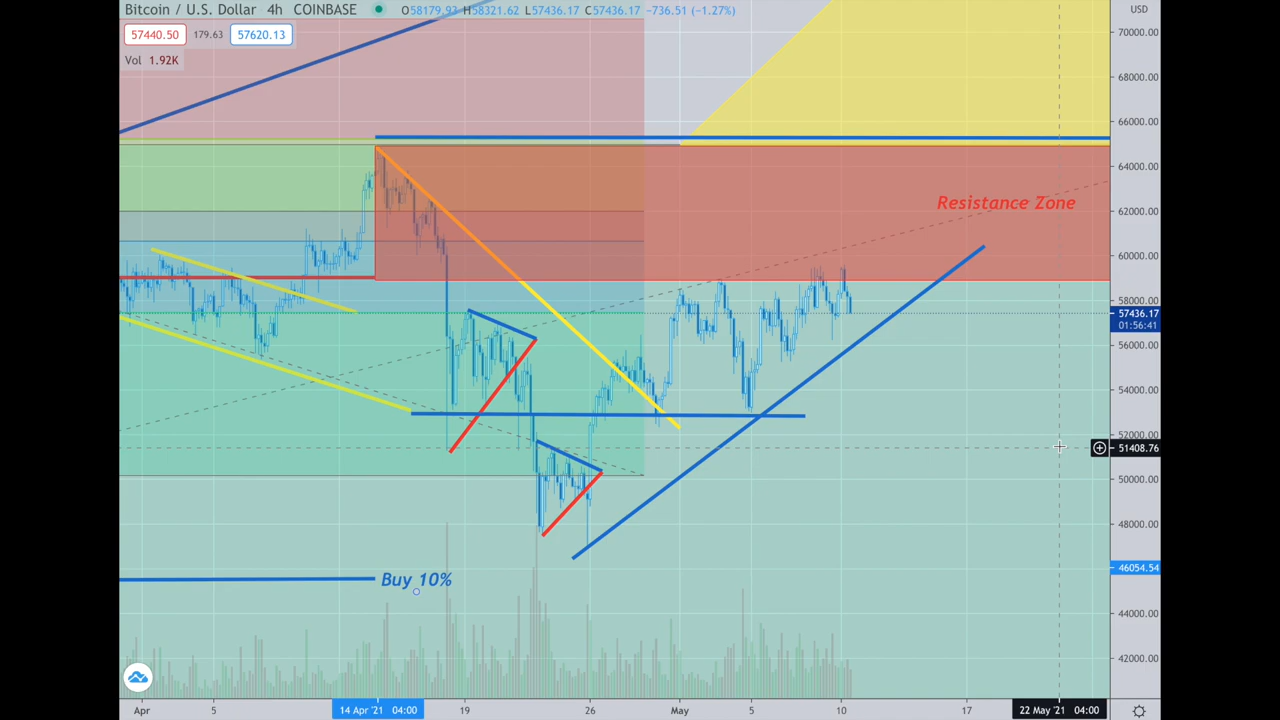 Bitcoin / U.S. Dollar 4h COINBASE O58179.93 H58321.62 L57436.17 C57436.17 −736.51 (−1.27%)
USD
57440.50 179.63 57620.13
Vol 1.92K
70000.00
68000.00
66000.00
64000.00
Resistance Zone
62000.00
60000.00
58000.00
57436.17
01:56:41
56000.00
54000.00
52000.00
51408.76
50000.00
48000.00
46054.54
Buy 10%
44000.00
42000.00
Apr 5 14 Apr '21 04:00 19 26 May 5 10 17 22 May '21 04:00